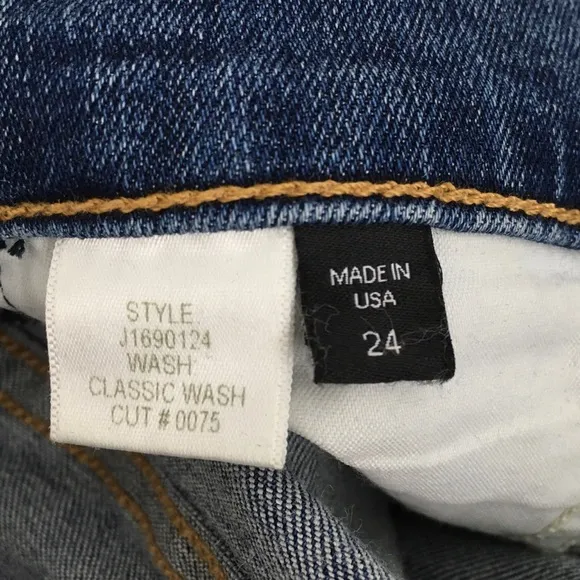 STYLE
J1690124
WASH
CLASSIC WASH
CUT # 0075
MADE IN
USA
24